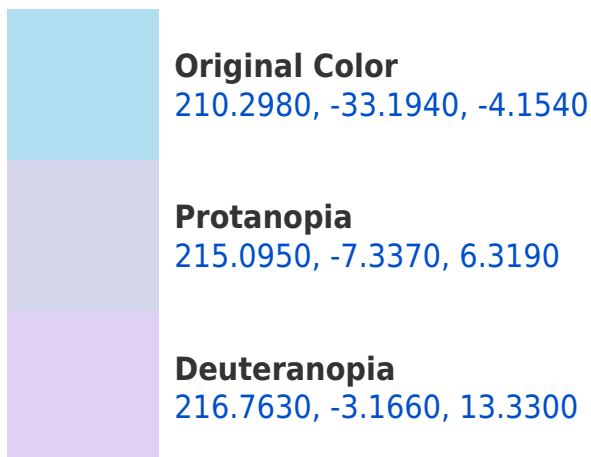 Original Color
210.2980, -33.1940, -4.1540
Protanopia
215.0950, -7.3370, 6.3190
Deuteranopia
216.7630, -3.1660, 13.3300